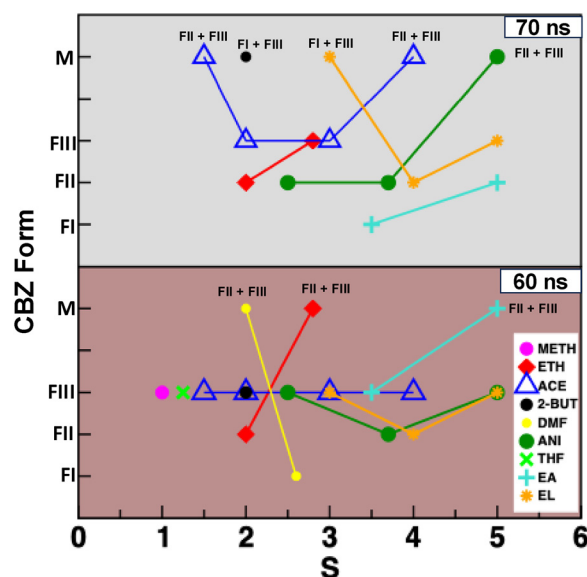 70 ns
FII + FIII
FI + FIII
FI + FIII
FII + FIII
FII + FIII
M
FIII
FII
FI
CBZ Form
60 ns
FII + FIII
FII + FIII
FII + FIII
M
FIII
FII
FI
METH
ETH
ACE
2-BUT
DMF
ANI
THF
EA
EL
0 1 2 3 4 5 6
S